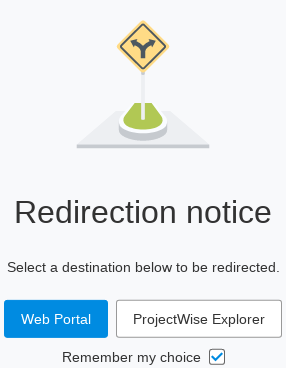 Redirection notice
Select a destination below to be redirected.
Web Portal
ProjectWise Explorer
Remember my choice